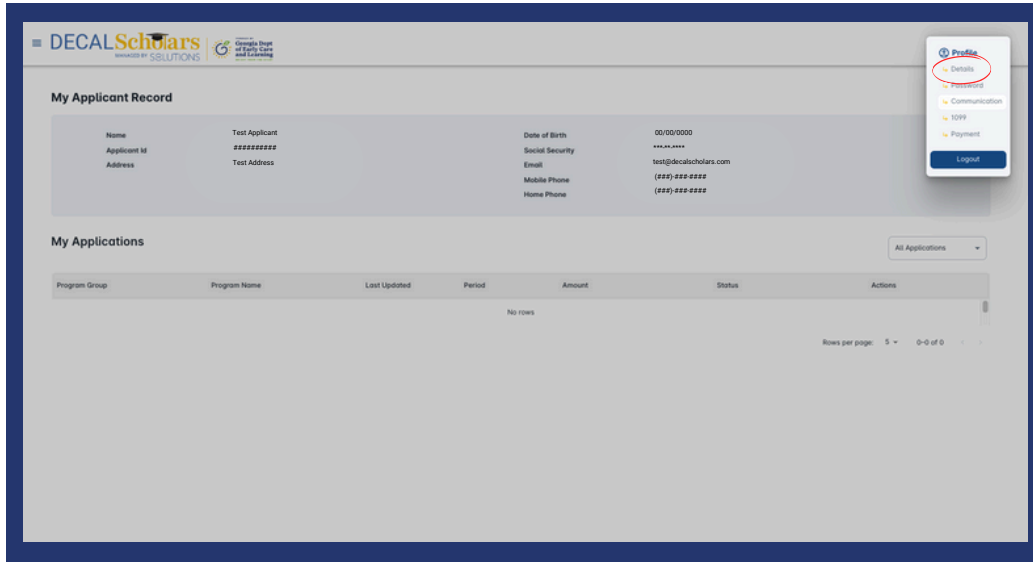 DECALScholars
MANAGED BY SOLUTIONS
Georgia Dept
of Early Care
and Learning
Profile
Details
Password
Communication
1099
Payment
Logout
My Applicant Record
Name Test Applicant
Applicant Id ##########
Address Test Address
Date of Birth 00/00/0000
Social Security ***-**-****
Email test@decalscholars.com
Mobile Phone (###)-###-####
Home Phone (###)-###-####
My Applications
All Applications
Program Group Program Name Last Updated Period Amount Status Actions
No rows
Rows per page: 5 0-0 of 0